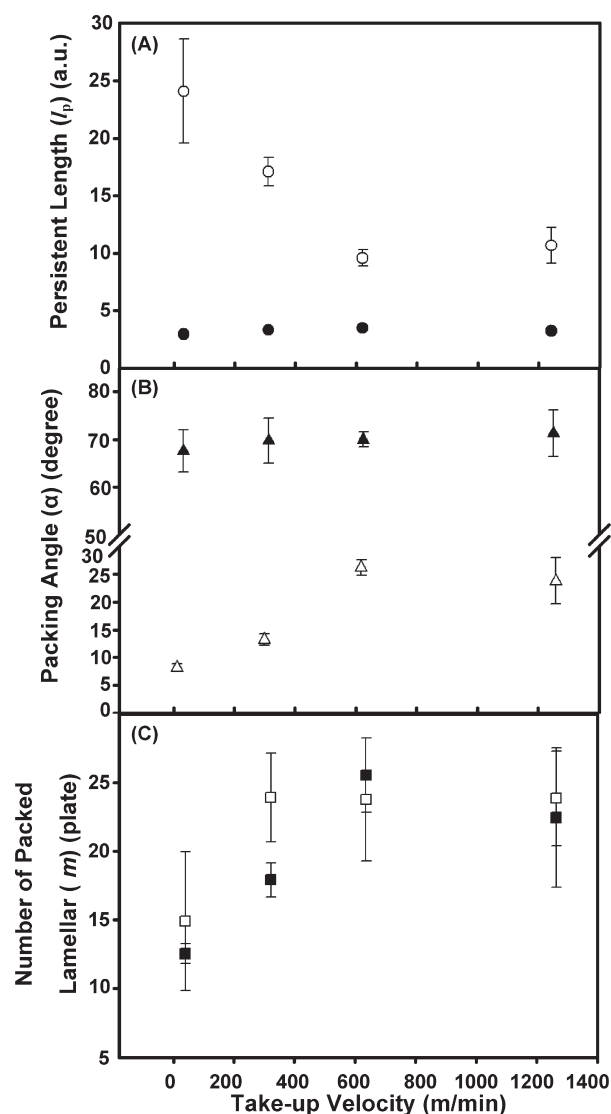 (A)
Persistent Length (lp) (a.u.)
30
25
20
15
10
5
0
(B)
Packing Angle (α) (degree)
80
70
60
50
30
25
20
15
10
5
0
(C)
Number of Packed
Lamellar ( m) (plate)
25
20
15
10
5
0 200 400 600 800 1000 1200 1400
Take-up Velocity (m/min)